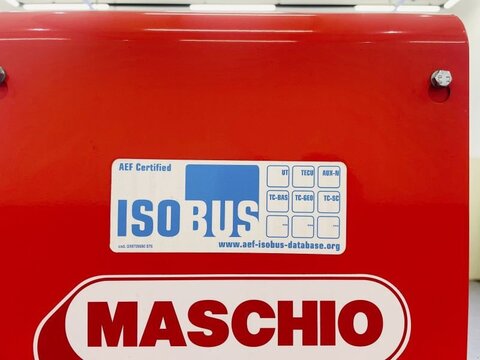 AEF Certified
UT TECU AUX-N
TC-BAS TC-GEO TC-SC
ISOBUS
www.aef-isobus-database.org
MASCHIO